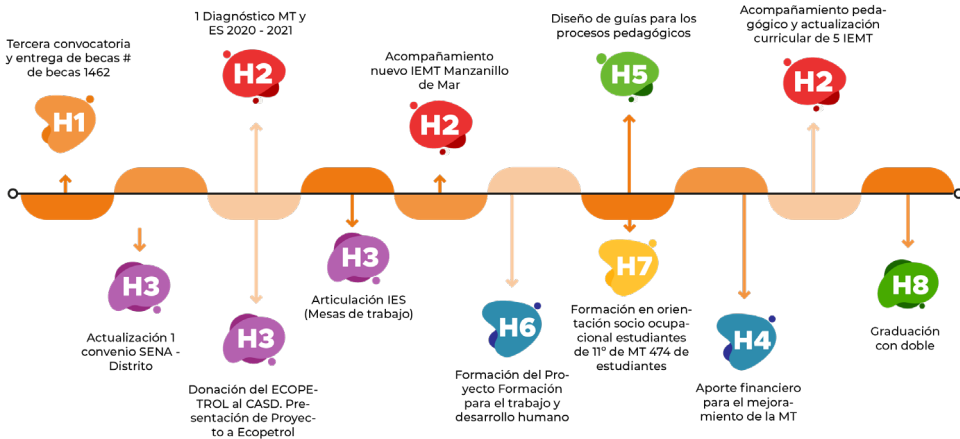 Tercera convocatoria
y entrega de becas #
de becas 1462
H1
Actualización 1
convenio SENA -
Distrito
H3
1 Diagnóstico MT y
ES 2020 - 2021
H2
H3
Donación del ECOPE-
TROL al CASD. Pre-
sentación de Proyec-
to a Ecopetrol
H3
Articulación IES
(Mesas de trabajo)
Acompañamiento
nuevo IEMT Manzanillo
de Mar
H2
H6
Formación del Pro-
yecto Formación
para el trabajo y
desarrollo humano
Diseño de guías para los
procesos pedagógicos
H5
H7
Formación en orien-
tación socio ocupa-
cional estudiantes
de 11º de MT 474 de
estudiantes
H4
Aporte financiero
para el mejora-
miento de la MT
Acompañamiento peda-
gógico y actualización
curricular de 5 IEMT
H2
H8
Graduación
con doble